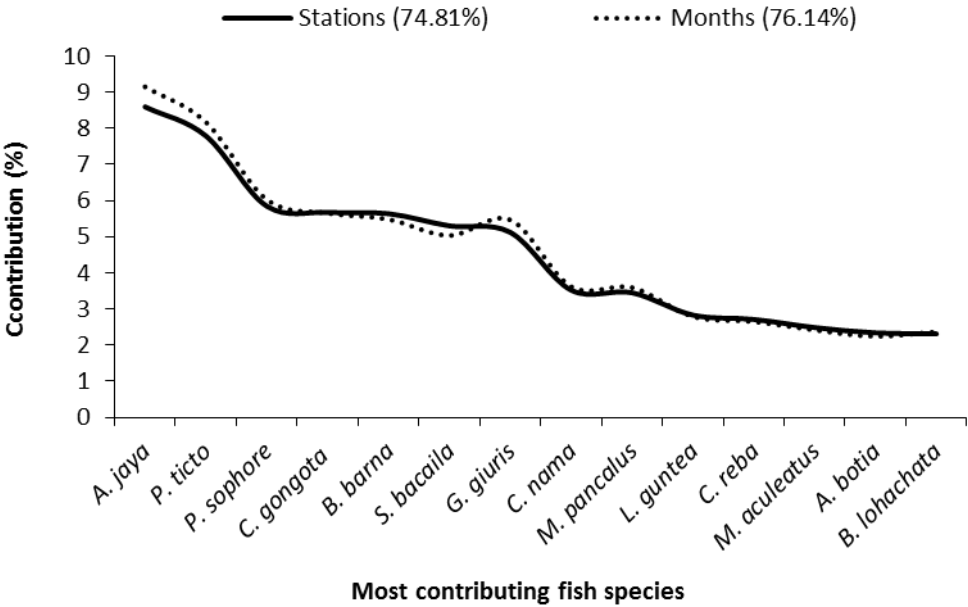 Stations (74.81%) Months (76.14%)
10
9
8
7
6
5
4
3
2
1
0
Ccontribution (%)
A. jaya
P. ticto
P. sophore
C. gongota
B. barna
S. bacaila
G. giuris
C. nama
M. pancalus
L. guntea
C. reba
M. aculeatus
A. botia
B. lohachata
Most contributing fish species